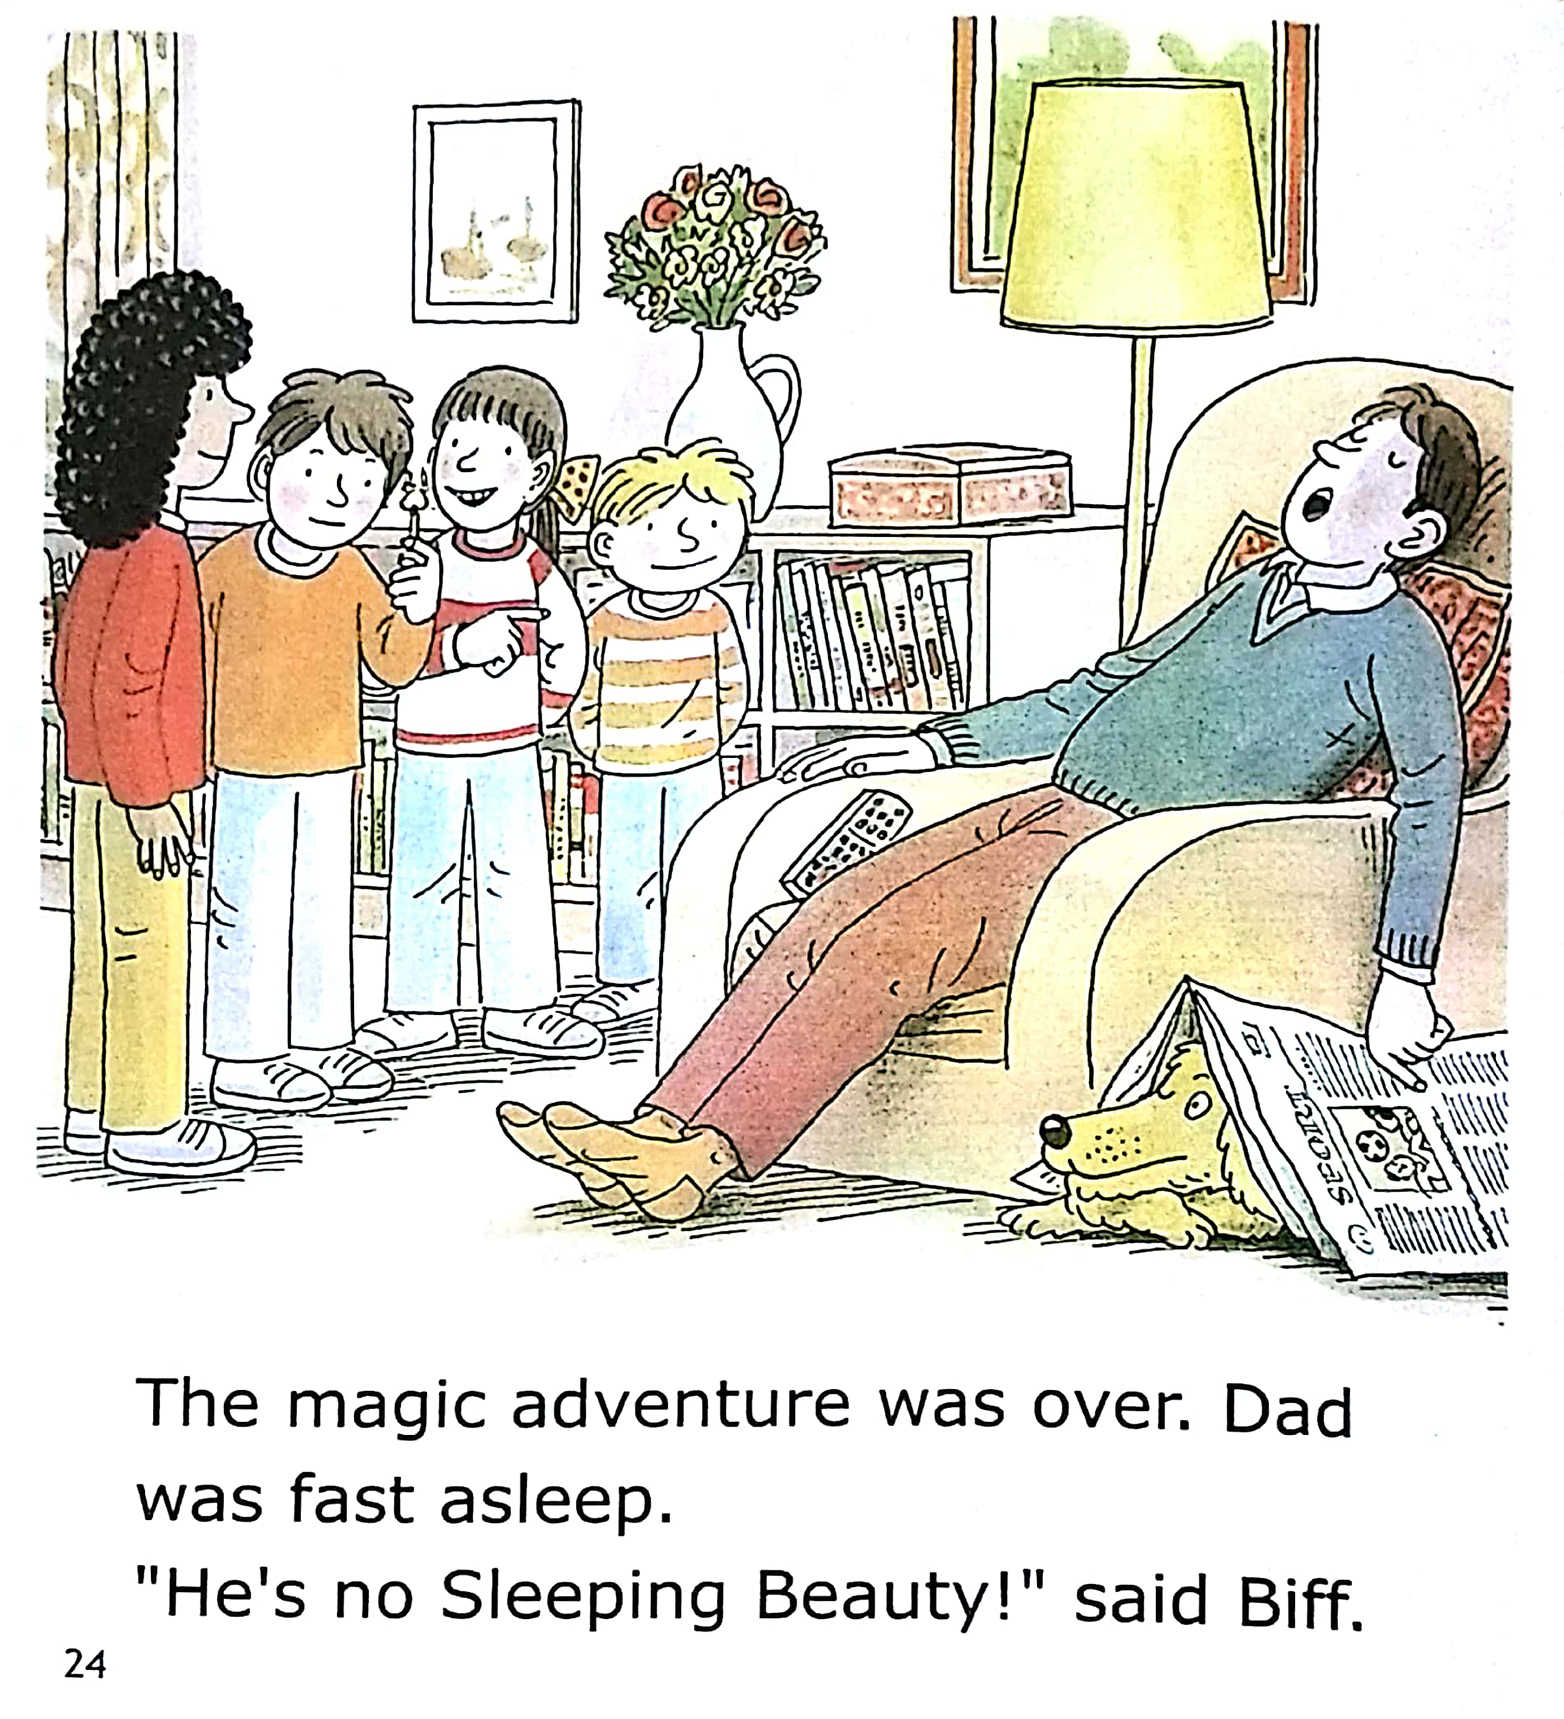 The magic adventure was over. Dad
was fast asleep.
"He's no Sleeping Beauty!" said Biff.
24